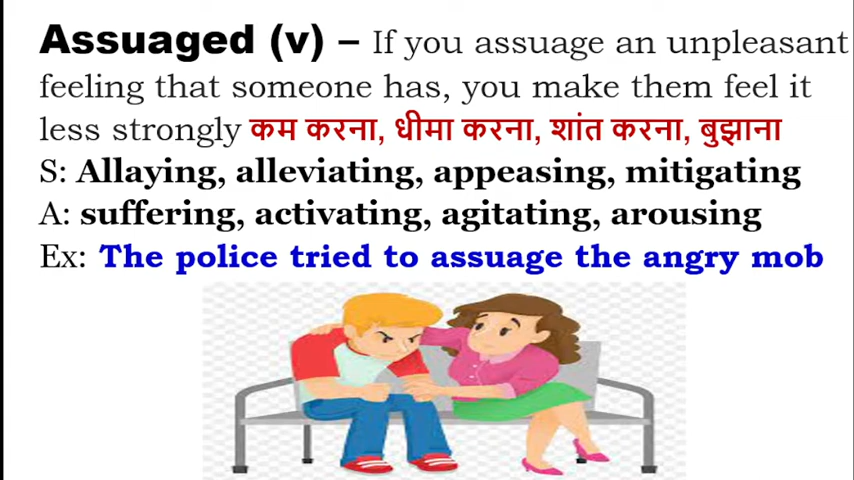 Assuaged (v) – If you assuage an unpleasant
feeling that someone has, you make them feel it
less strongly कम करना, धीमा करना, शांत करना, बुझाना
S: Allaying, alleviating, appeasing, mitigating
A: suffering, activating, agitating, arousing
Ex: The police tried to assuage the angry mob